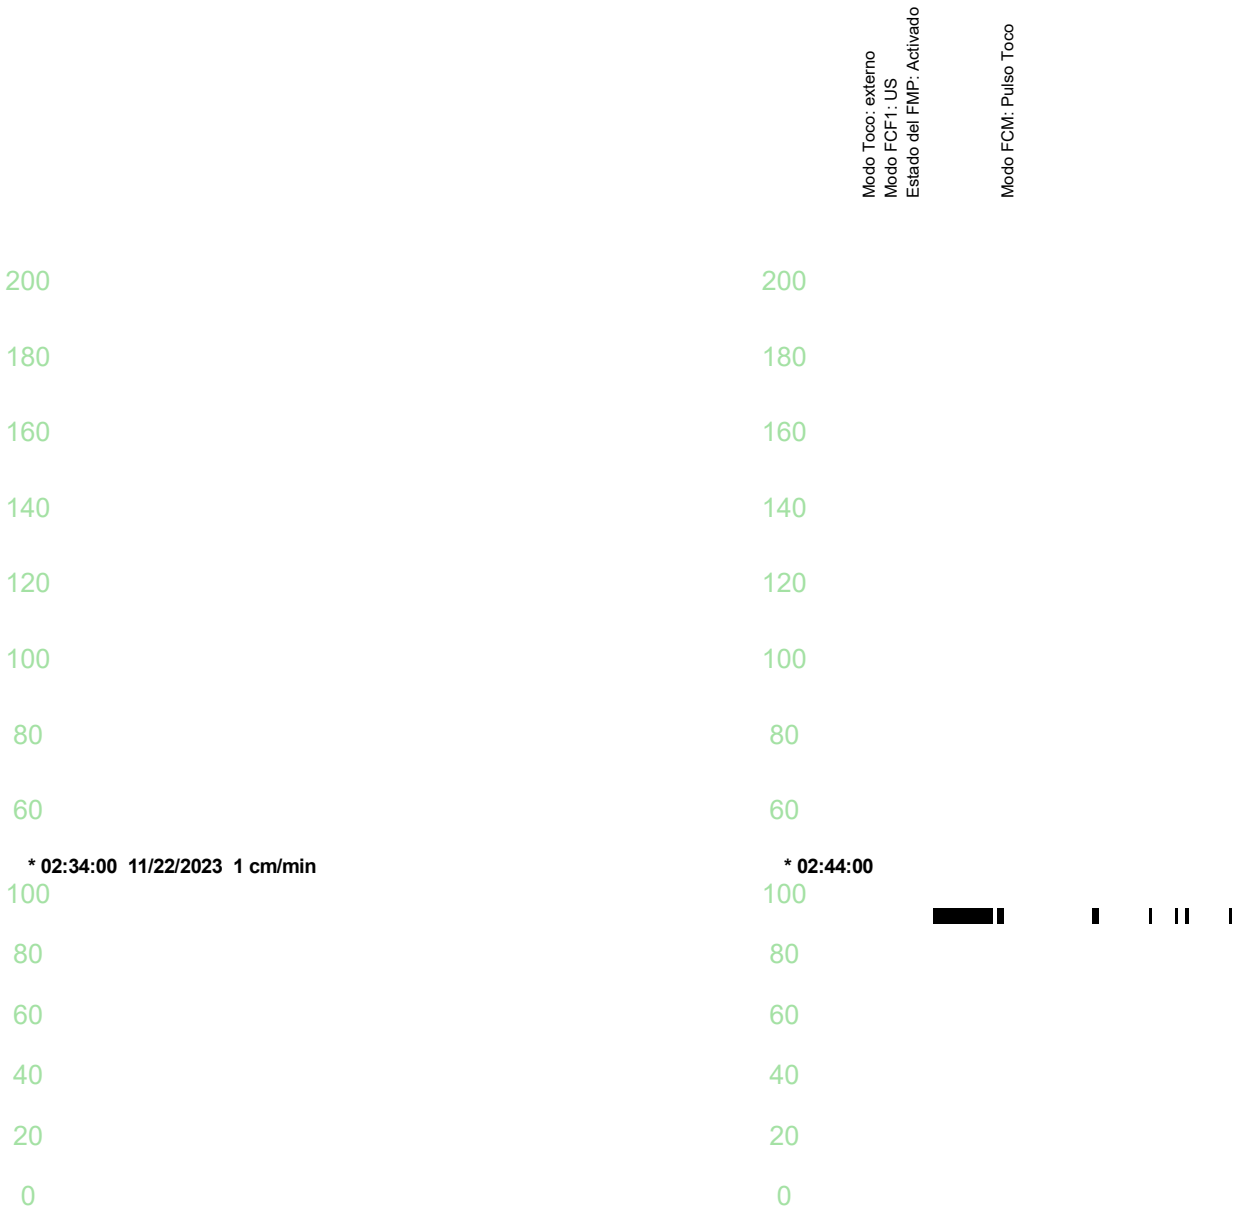 Modo Toco: externo
Modo FCF1: US
Estado del FMP: Activado
Modo FCM: Pulso Toco
200 200
180 180
160 160
140 140
120 120
100 100
80 80
60 60
* 02:34:00 11/22/2023 1 cm/min * 02:44:00
100 100
80 80
60 60
40 40
20 20
0 0